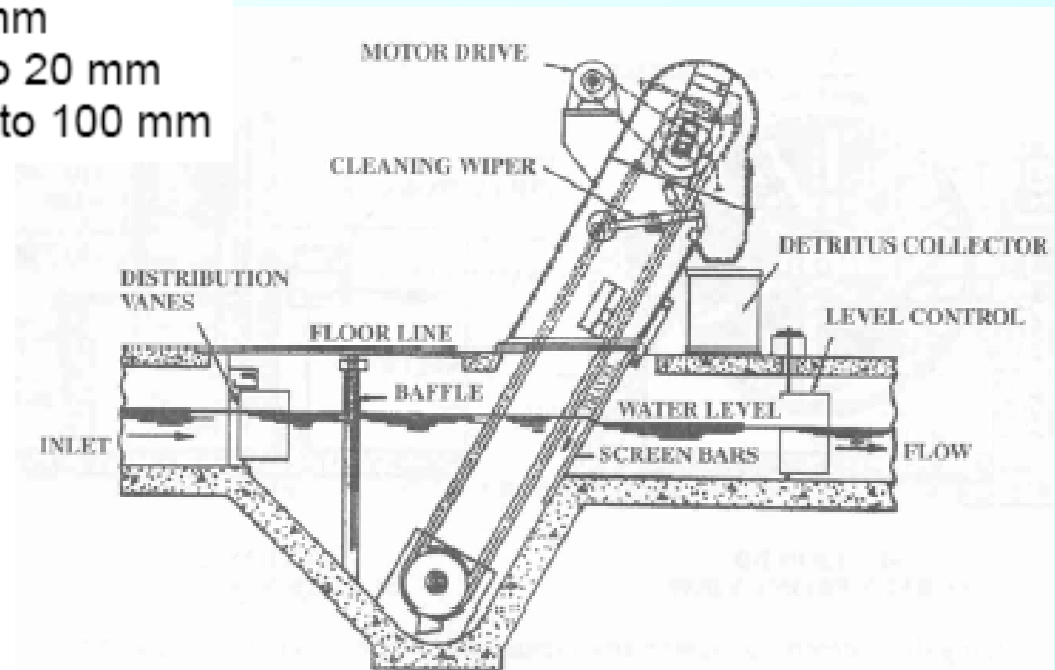 mm
o 20 mm
to 100 mm
MOTOR DRIVE
CLEANING WIPER
DETRITUS COLLECTOR
DISTRIBUTION
VANES
LEVEL CONTROL
FLOOR LINE
BAFFLE
WATER LEVEL
INLET
SCREEN BARS
FLOW